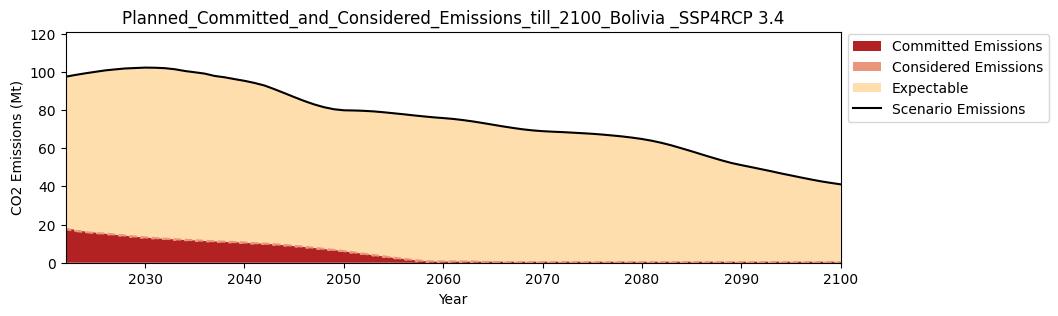 Planned_Committed_and_Considered_Emissions_till_2100_Bolivia _SSP4RCP 3.4
120
100
80
60
40
20
0
CO2 Emissions (Mt)
2030 2040 2050 2060 2070 2080 2090 2100
Year
Committed Emissions
Considered Emissions
Expectable
Scenario Emissions